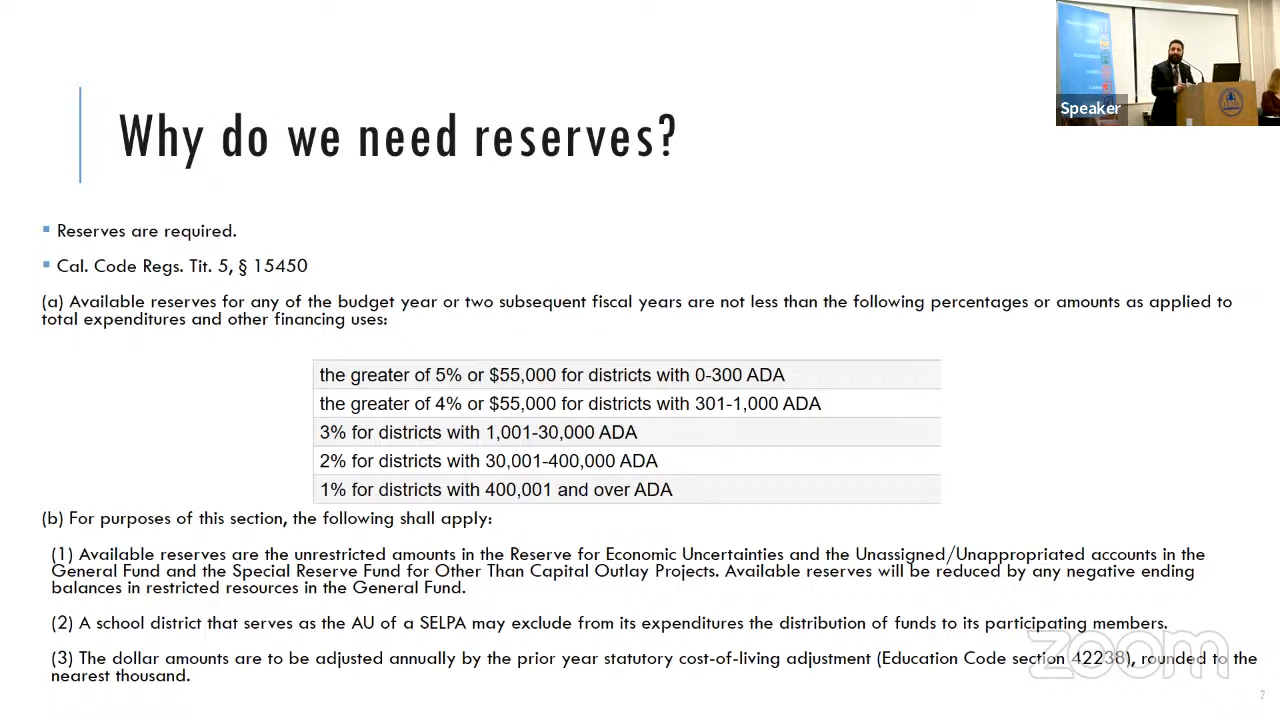 Speaker
Why do we need reserves?
Reserves are required.
Cal. Code Regs. Tit. 5, § 15450
(a) Available reserves for any of the budget year or two subsequent fiscal years are not less than the following percentages or amounts as applied to
total expenditures and other financing uses:
the greater of 5% or $55,000 for districts with 0-300 ADA
the greater of 4% or $55,000 for districts with 301-1,000 ADA
3% for districts with 1,001-30,000 ADA
2% for districts with 30,001-400,000 ADA
1% for districts with 400,001 and over ADA
(b) For purposes of this section, the following shall apply:
(1) Available reserves are the unrestricted amounts in the Reserve for Economic Uncertainties and the Unassigned/Unappropriated accounts in the
General Fund and the Special Reserve Fund for Other Than Capital Outlay Projects. Available reserves will be reduced by any negative ending
balances in restricted resources in the General Fund.
(2) A school district that serves as the AU of a SELPA may exclude from its expenditures the distribution of funds to its participating members.
(3) The dollar amounts are to be adjusted annually by the prior year statutory cost-of-living adjustment (Education Code section 42238), rounded to the
nearest thousand.
zoom
2